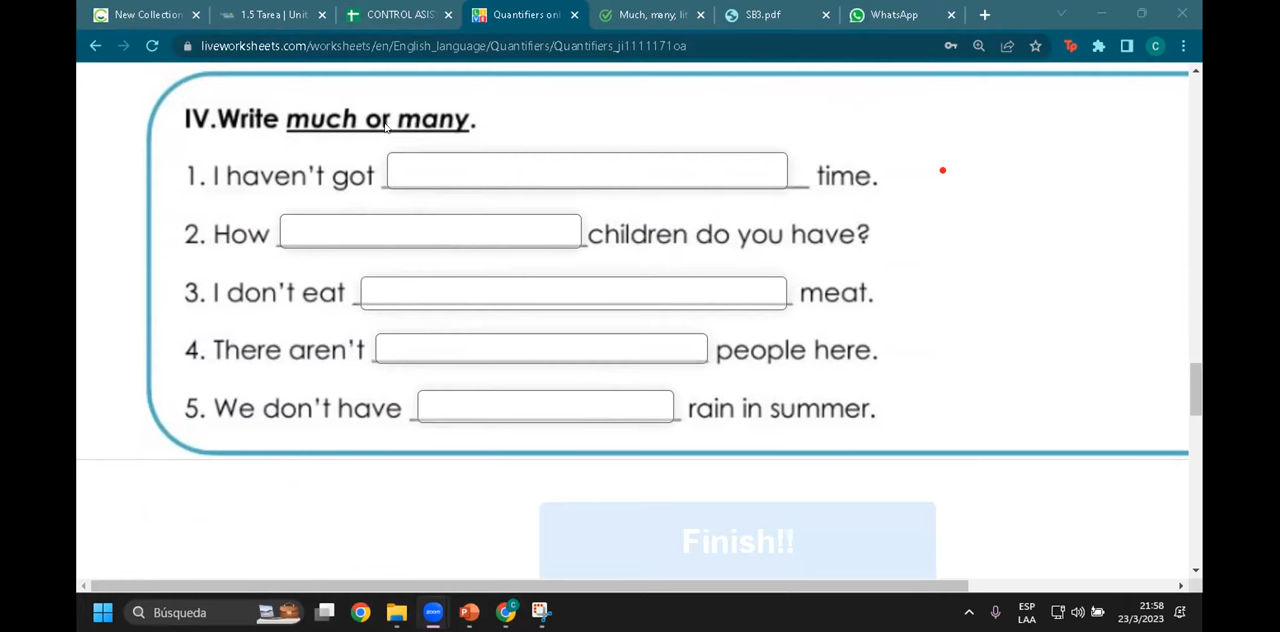 New Collection
1.5 Tarea | Unit
CONTROL ASIS
Quantifiers onl
Much, many, li
SB3.pdf
WhatsApp
liveworksheets.com/worksheets/en/English_language/Quantifiers/Quantifiers_ji1111171oa
C
IV.Write much or many.
1. I haven't got time.
2. How children do you have?
3. I don't eat meat.
4. There aren't people here.
5. We don't have rain in summer.
Finish!!
Búsqueda
zoom
ESP
LAA
21:58
23/3/2023